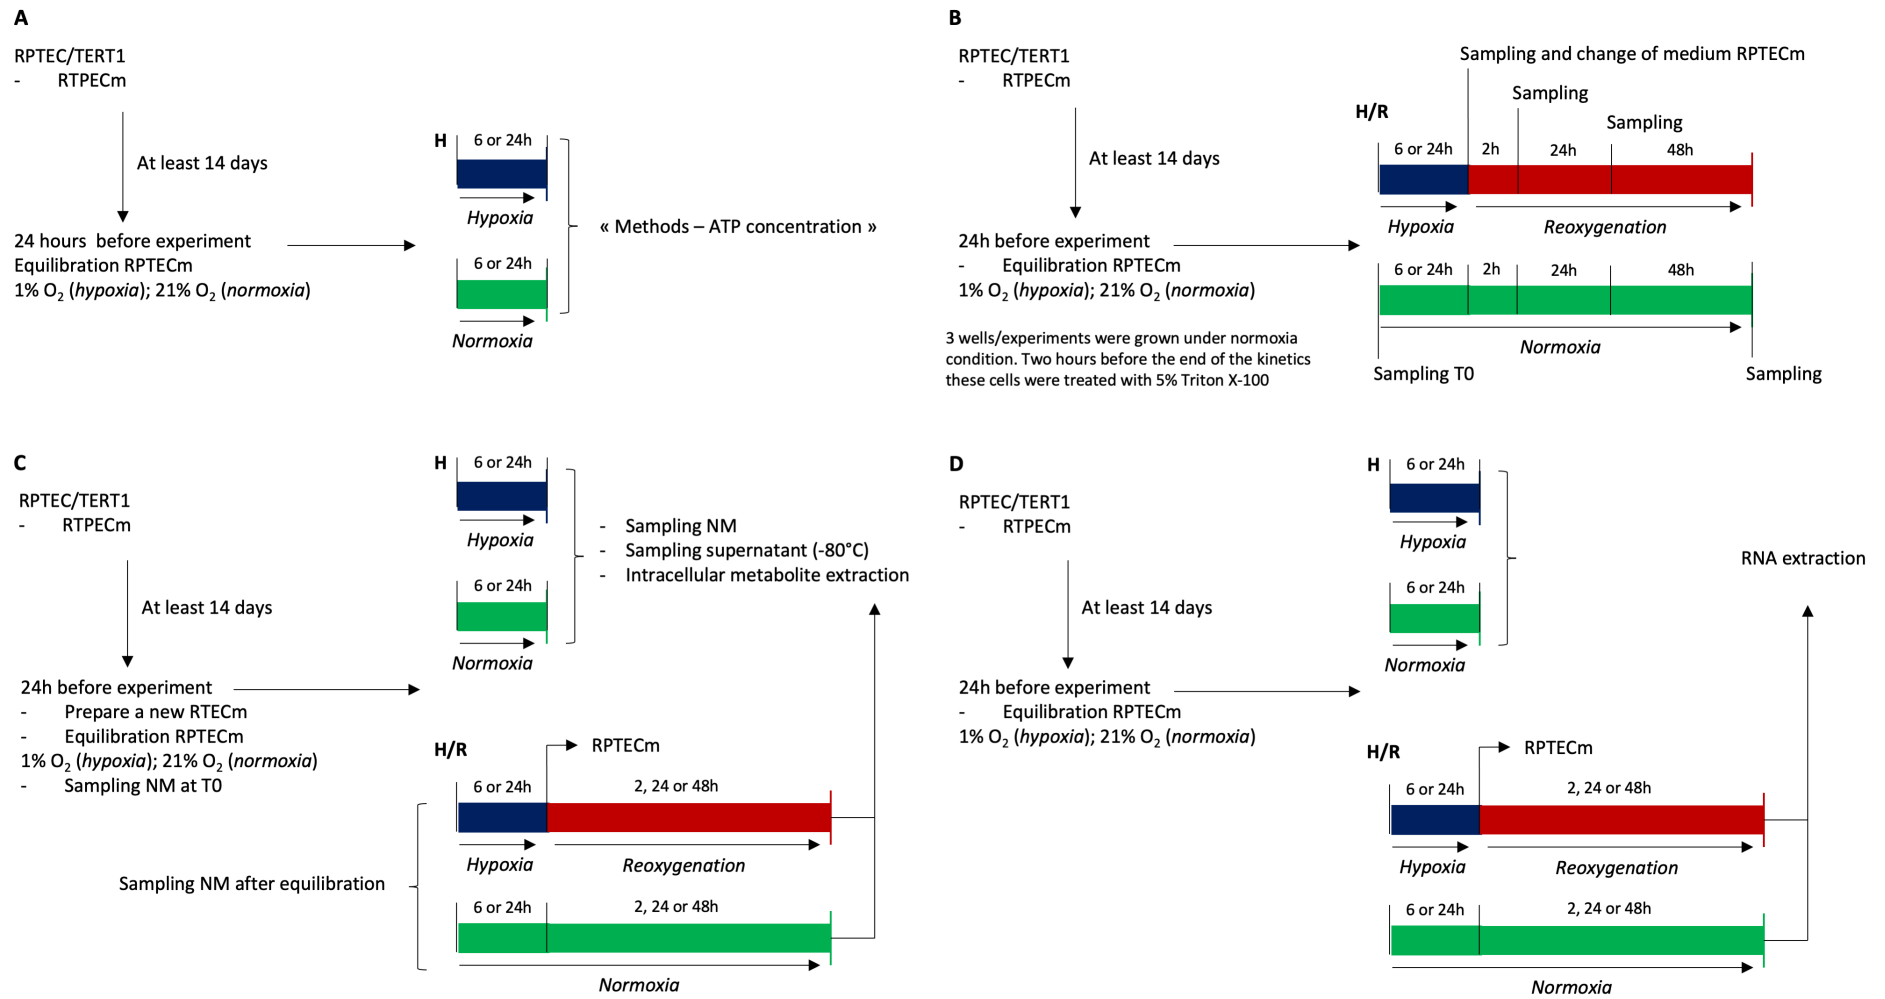 A
RPTEC/TERT1
- RTPECm
At least 14 days
24 hours before experiment
Equilibration RPTECm
1% O₂ (hypoxia); 21% O₂ (normoxia)
H
6 or 24h
Hypoxia
6 or 24h
Normoxia
« Methods – ATP concentration »
B
RPTEC/TERT1
- RTPECm
At least 14 days
24h before experiment
- Equilibration RPTECm
1% O₂ (hypoxia); 21% O₂ (normoxia)
3 wells/experiments were grown under normoxia
condition. Two hours before the end of the kinetics
these cells were treated with 5% Triton X-100
Sampling and change of medium RPTECm
Sampling
Sampling
H/R
6 or 24h 2h 24h 48h
Hypoxia Reoxygenation
6 or 24h 2h 24h 48h
Normoxia
Sampling T0 Sampling
C
RPTEC/TERT1
- RTPECm
At least 14 days
24h before experiment
- Prepare a new RTECm
- Equilibration RPTECm
1% O₂ (hypoxia); 21% O₂ (normoxia)
- Sampling NM at T0
H
6 or 24h
Hypoxia
6 or 24h
Normoxia
- Sampling NM
- Sampling supernatant (-80°C)
- Intracellular metabolite extraction
H/R
RPTECm
6 or 24h 2, 24 or 48h
Hypoxia Reoxygenation
Sampling NM after equilibration
6 or 24h 2, 24 or 48h
Normoxia
D
RPTEC/TERT1
- RTPECm
At least 14 days
24h before experiment
- Equilibration RPTECm
1% O₂ (hypoxia); 21% O₂ (normoxia)
H
6 or 24h
Hypoxia
6 or 24h
Normoxia
RNA extraction
H/R
RPTECm
6 or 24h 2, 24 or 48h
Hypoxia Reoxygenation
6 or 24h 2, 24 or 48h
Normoxia